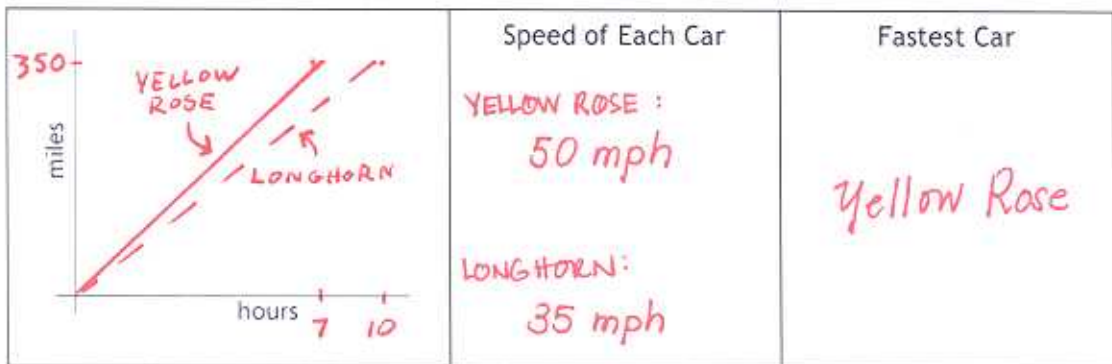 350
YELLOW
ROSE
LONGHORN
miles
hours
7
10
Speed of Each Car
YELLOW ROSE :
50 mph
LONGHORN:
35 mph
Fastest Car
Yellow Rose